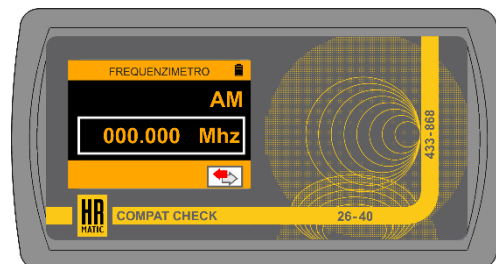 FREQUENZIMETRO
AM
000.000 Mhz
433-868
HR
MATIC
COMPAT CHECK
26-40